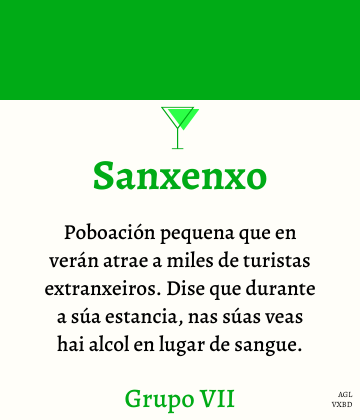 Sanxenxo
Poboación pequena que en
verán atrae a miles de turistas
extranxeiros. Dise que durante
a súa estancia, nas súas veas
hai alcol en lugar de sangue.
Grupo VII
AGL
VXBD